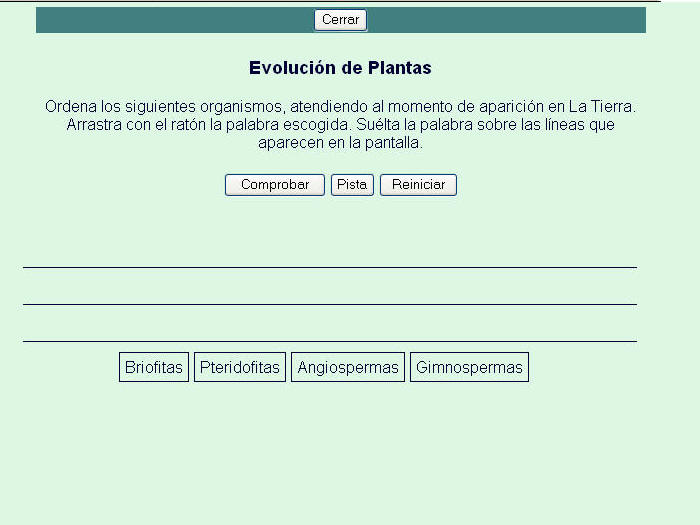 Cerrar
Evolución de Plantas
Ordena los siguientes organismos, atendiendo al momento de aparición en La Tierra.
Arrastra con el ratón la palabra escogida. Suélta la palabra sobre las líneas que
aparecen en la pantalla.
Comprobar Pista Reiniciar
Briofitas Pteridofitas Angiospermas Gimnospermas